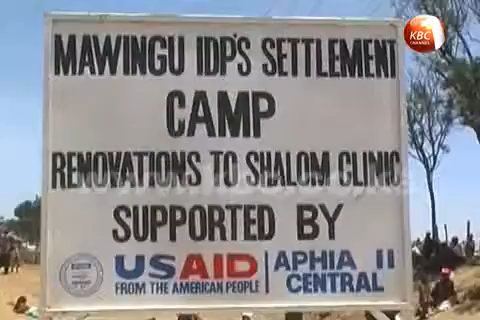 KBC
CHANNEL
MAWINGU IDP'S SETTLEMENT
CAMP
RENOVATIONS TO SHALOM CLINIC
SUPPORTED BY
USAID
FROM THE AMERICAN PEOPLE
APHIA II
CENTRAL